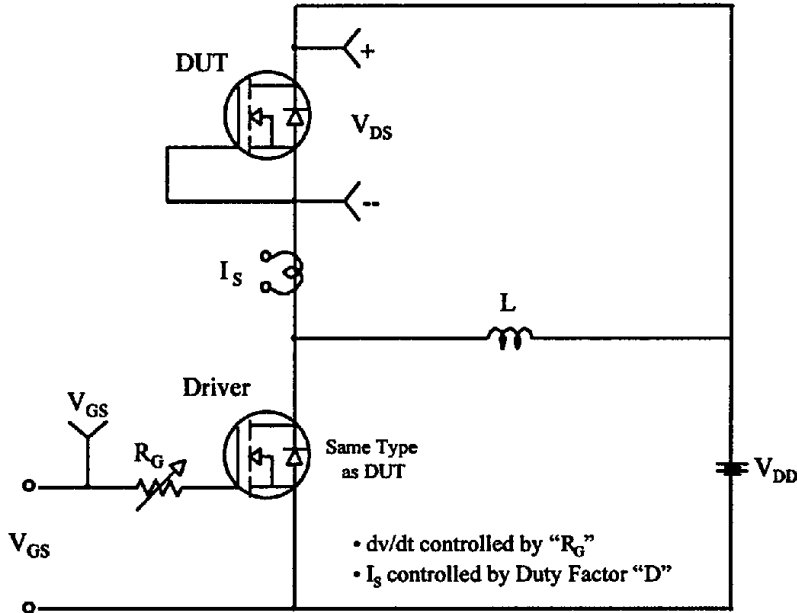 +
DUT
V_DS
--
I_S
L
Driver
V_GS
R_G
Same Type
as DUT
V_DD
V_GS
• dv/dt controlled by “R_G”
• I_S controlled by Duty Factor “D”